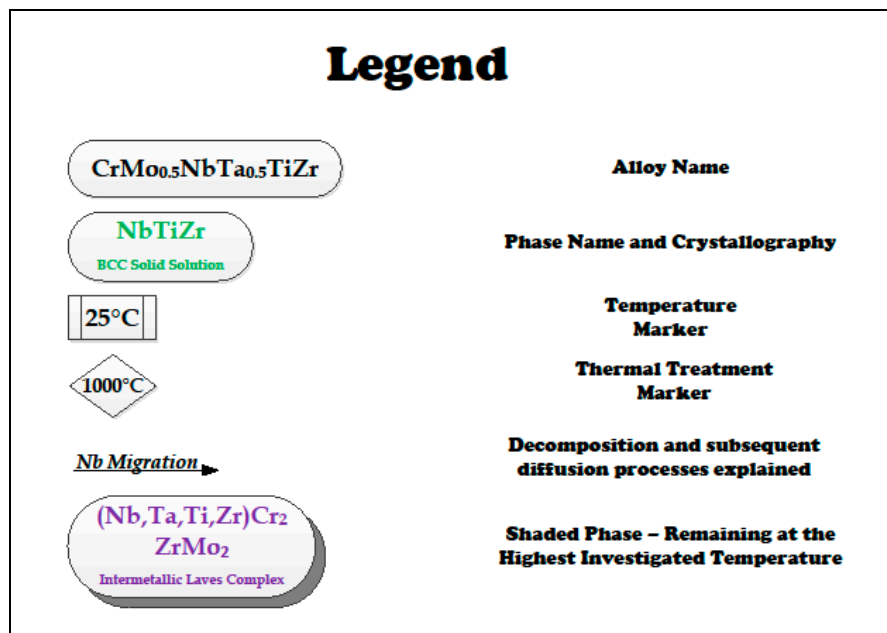 Legend
CrMo₀.₅NbTa₀.₅TiZr
Alloy Name
NbTiZr
BCC Solid Solution
Phase Name and Crystallography
25°C
Temperature
Marker
1000°C
Thermal Treatment
Marker
Nb Migration
Decomposition and subsequent
diffusion processes explained
(Nb,Ta,Ti,Zr)Cr₂
ZrMo₂
Intermetallic Laves Complex
Shaded Phase – Remaining at the
Highest Investigated Temperature